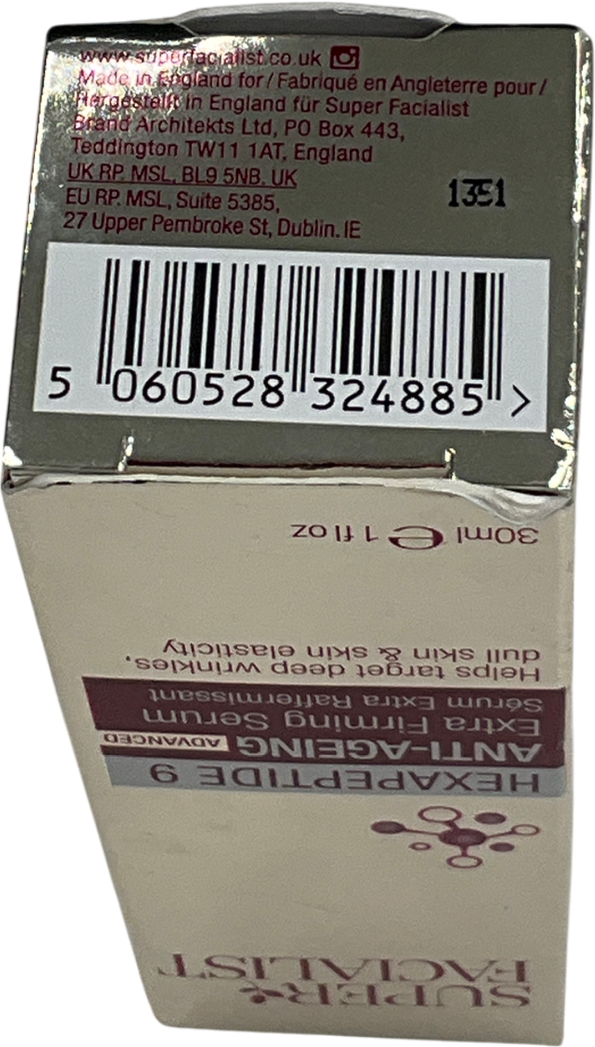 www.superfacialist.co.uk
Made in England for / Fabriqué en Angleterre pour /
Hergestellt in England für Super Facialist
Brand Architekts Ltd, PO Box 443,
Teddington TW11 1AT, England
UK RP. MSL, BL9 5NB. UK
EU RP. MSL, Suite 5385,
27 Upper Pembroke St, Dublin. IE
1351
5 060528 324885 >
SUPER
FACIALIST
HEXAPEPTIDE 9
ANTI-AGEING ADVANCED
Extra Firming Serum
Sérum Extra Raffermissant
Helps target deep wrinkles,
dull skin & skin elasticity
30ml ℮ 1 fl oz